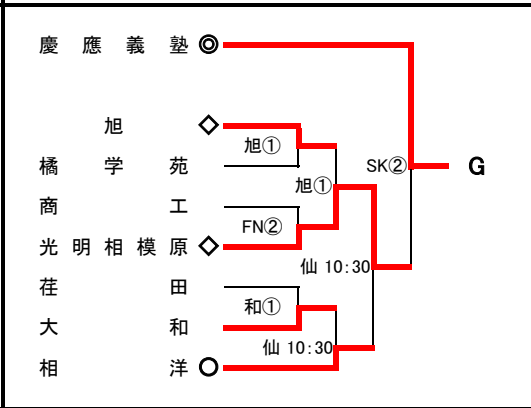 慶應義塾◎
旭◇
旭①
橘学苑
旭①
SK②
G
商工
FN②
光明相模原◇
仙 10:30
荏田
和①
大和
仙 10:30
相洋○